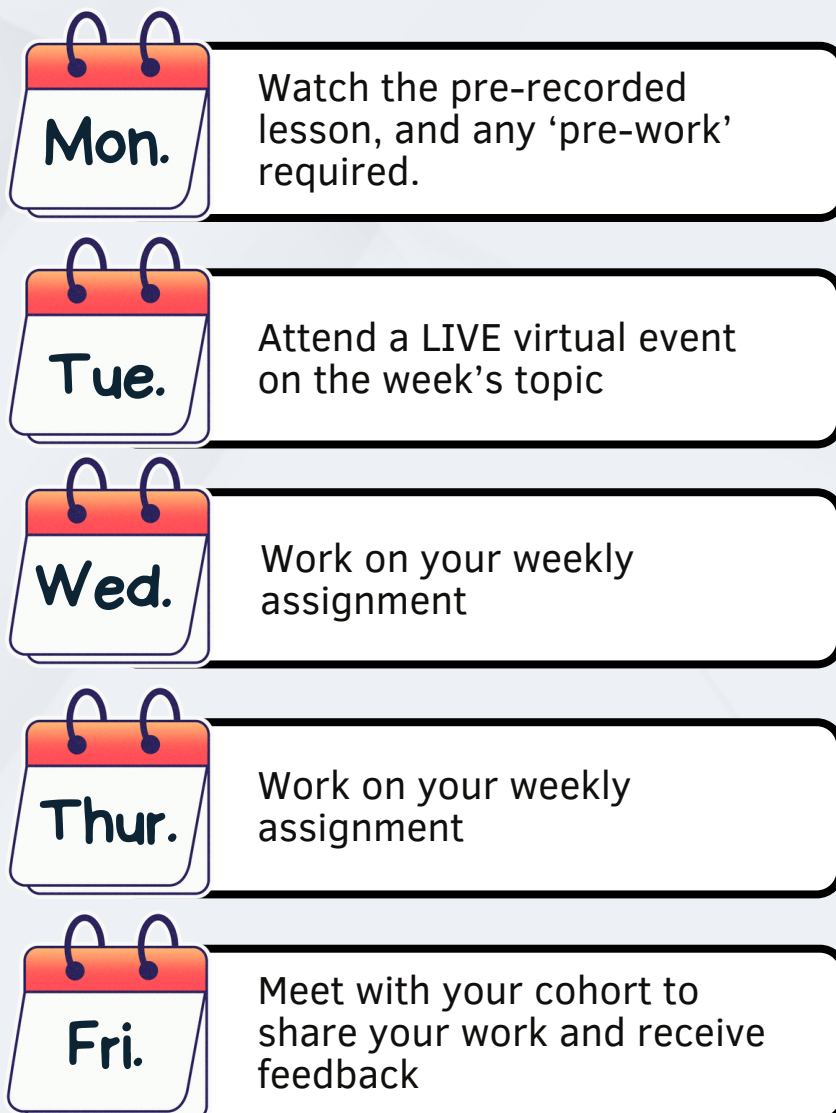 Mon.
Watch the pre-recorded
lesson, and any ‘pre-work’
required.
Tue.
Attend a LIVE virtual event
on the week’s topic
Wed.
Work on your weekly
assignment
Thur.
Work on your weekly
assignment
Fri.
Meet with your cohort to
share your work and receive
feedback